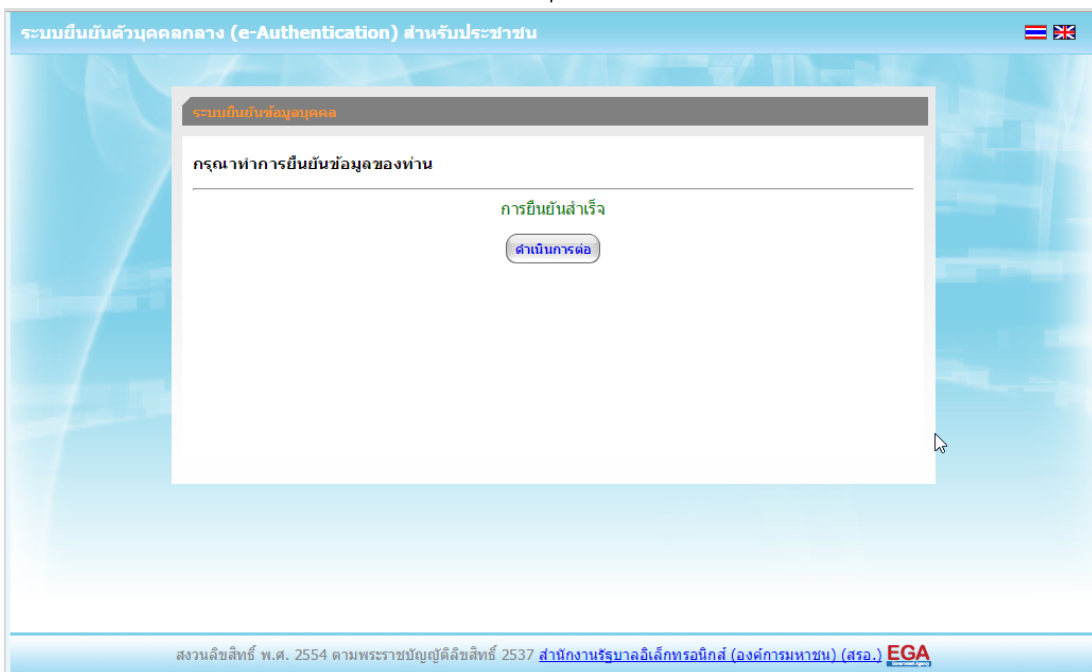 ระบบยืนยันตัวบุคคลกลาง (e-Authentication) สำหรับประชาชน
ระบบยืนยันข้อมูลบุคคล
กรุณาทำการยืนยันข้อมูลของท่าน
การยืนยันสำเร็จ
ดำเนินการต่อ
สงวนลิขสิทธิ์ พ.ศ. 2554 ตามพระราชบัญญัติลิขสิทธิ์ 2537 สำนักงานรัฐบาลอิเล็กทรอนิกส์ (องค์การมหาชน) (สรอ.) EGA